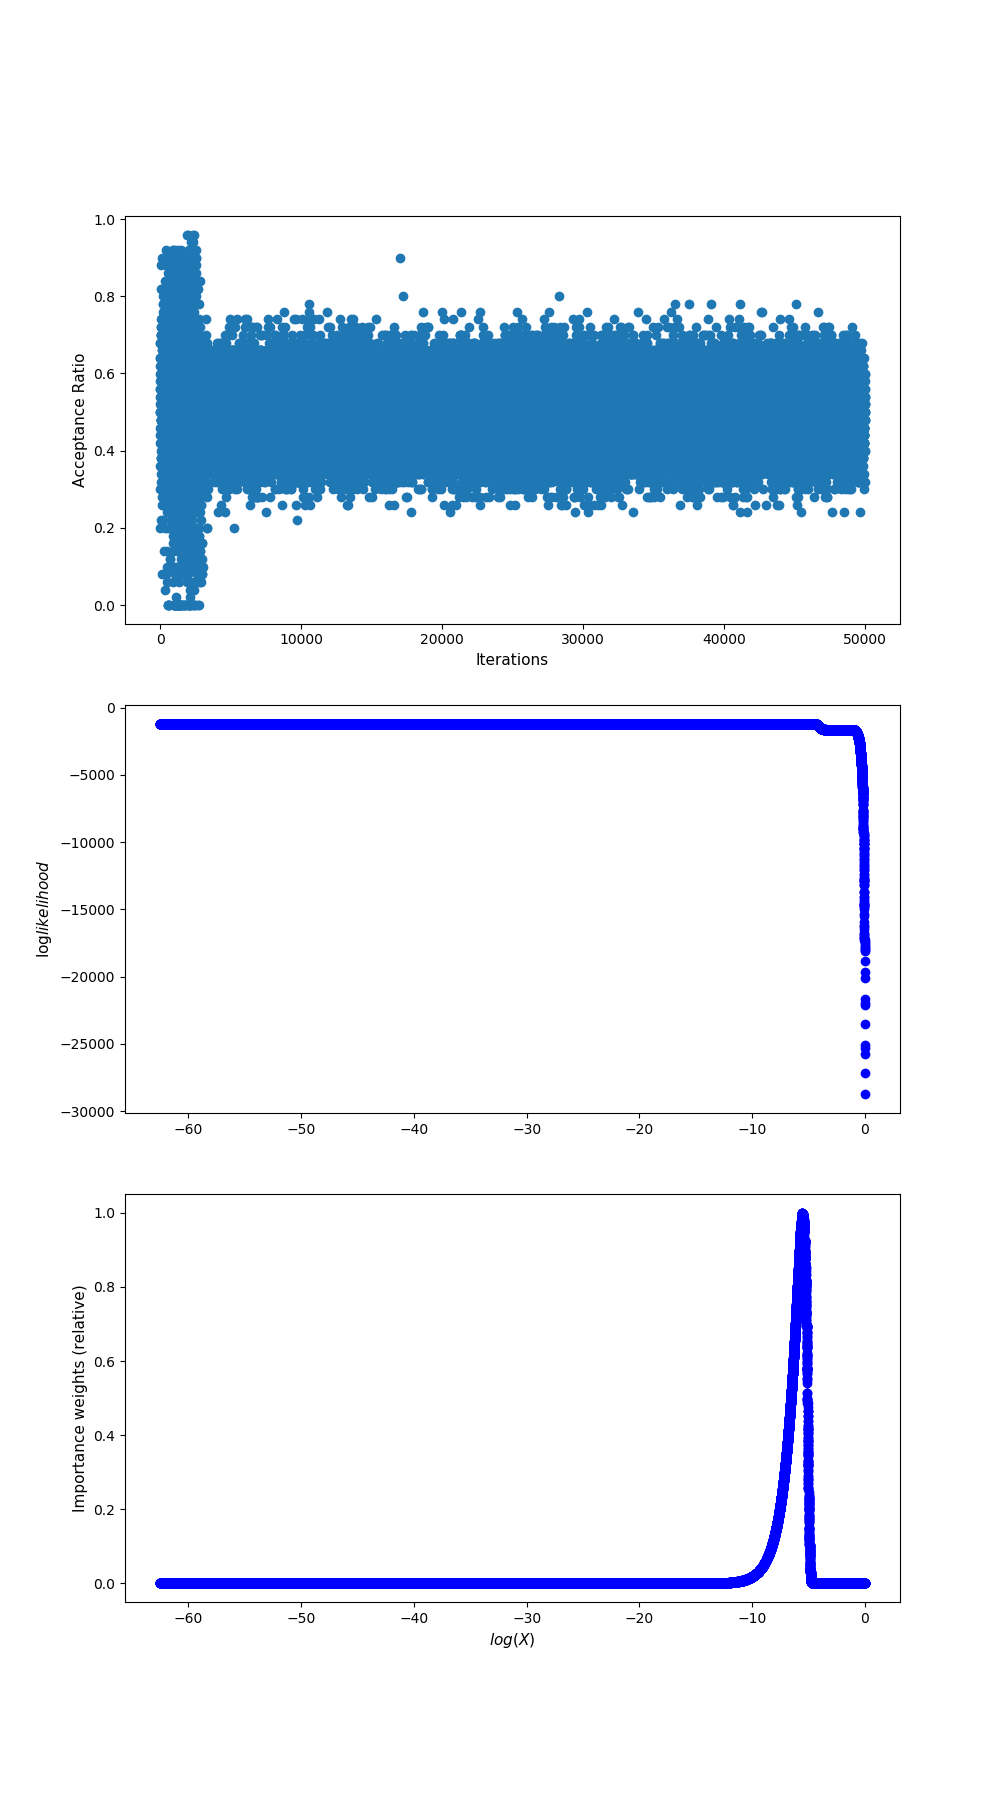 1.0
0.8
0.6
0.4
0.2
0.0
Acceptance Ratio
0 10000 20000 30000 40000 50000
Iterations
0
−5000
−10000
−15000
−20000
−25000
−30000
loglikelihood
−60 −50 −40 −30 −20 −10 0
1.0
0.8
0.6
0.4
0.2
0.0
Importance weights (relative)
−60 −50 −40 −30 −20 −10 0
log(X)